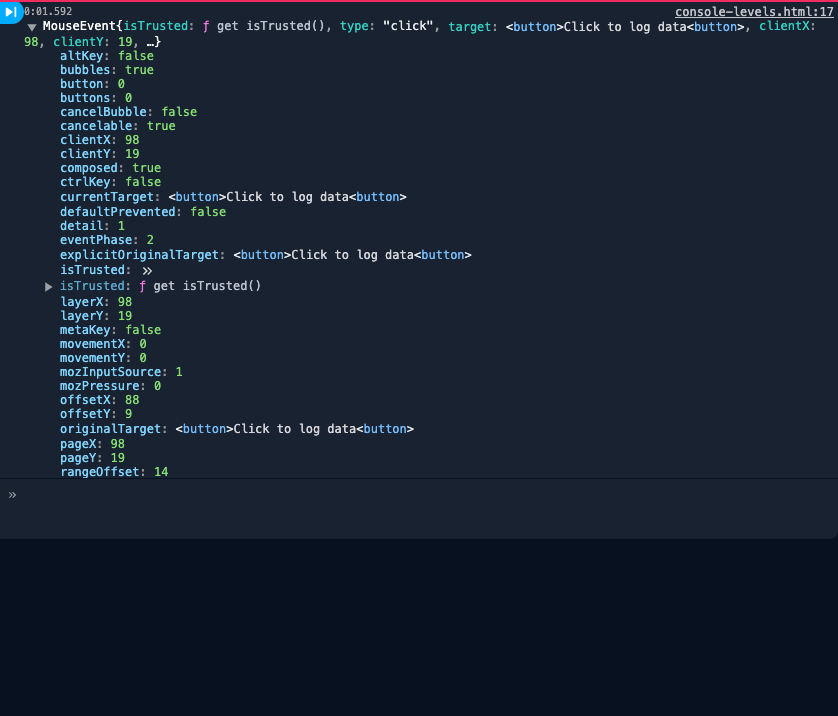 0:01.592 console-levels.html:17
▼ MouseEvent{isTrusted: ƒ get isTrusted(), type: "click", target: <button>Click to log data<button>, clientX:
98, clientY: 19, …}
altKey: false
bubbles: true
button: 0
buttons: 0
cancelBubble: false
cancelable: true
clientX: 98
clientY: 19
composed: true
ctrlKey: false
currentTarget: <button>Click to log data<button>
defaultPrevented: false
detail: 1
eventPhase: 2
explicitOriginalTarget: <button>Click to log data<button>
isTrusted: »
▶ isTrusted: ƒ get isTrusted()
layerX: 98
layerY: 19
metaKey: false
movementX: 0
movementY: 0
mozInputSource: 1
mozPressure: 0
offsetX: 88
offsetY: 9
originalTarget: <button>Click to log data<button>
pageX: 98
pageY: 19
rangeOffset: 14
»